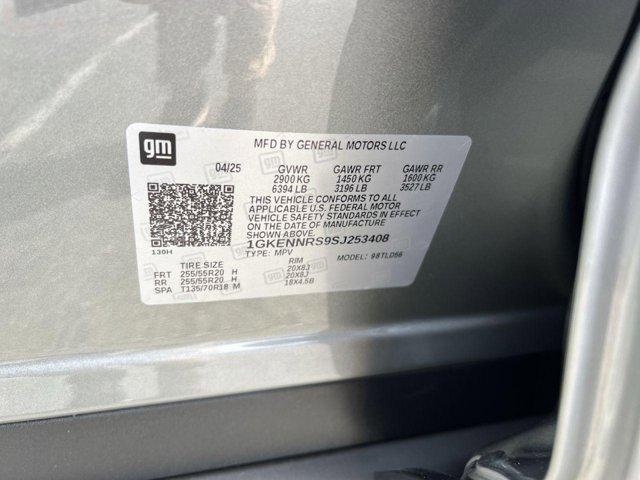 gm
MFD BY GENERAL MOTORS LLC
04/25 GVWR GAWR FRT GAWR RR
2900 KG 1450 KG 1600 KG
6394 LB 3196 LB 3527 LB
THIS VEHICLE CONFORMS TO ALL
APPLICABLE U.S. FEDERAL MOTOR
VEHICLE SAFETY STANDARDS IN EFFECT
ON THE DATE OF MANUFACTURE
SHOWN ABOVE.
1GKENNRS9SJ253408
130H
TYPE: MPV MODEL: 98TLD56
TIRE SIZE RIM
FRT 255/55R20 H 20X8J
RR 255/55R20 H 20X8J
SPA T135/70R18 M 18X4.5B